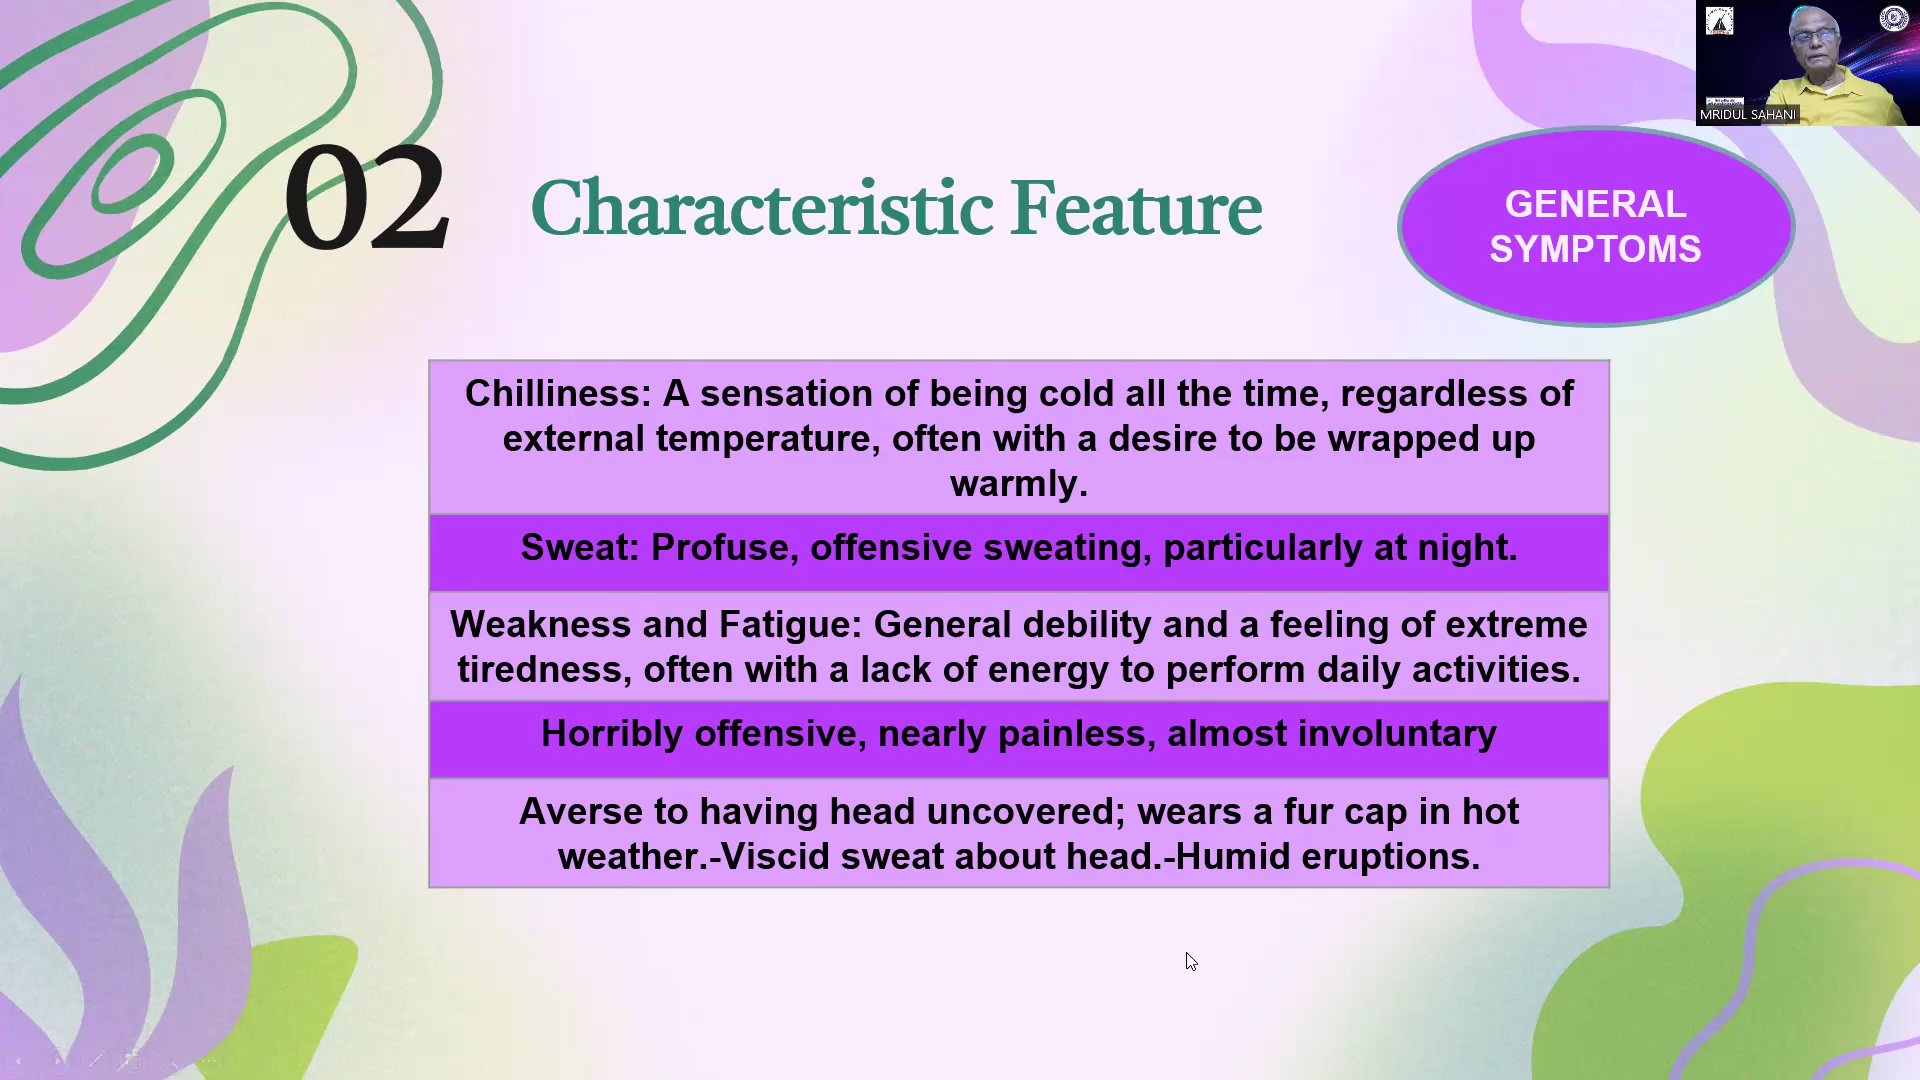 MRIDUL SAHANI
02
Characteristic Feature
GENERAL
SYMPTOMS
Chilliness: A sensation of being cold all the time, regardless of
external temperature, often with a desire to be wrapped up
warmly.
Sweat: Profuse, offensive sweating, particularly at night.
Weakness and Fatigue: General debility and a feeling of extreme
tiredness, often with a lack of energy to perform daily activities.
Horribly offensive, nearly painless, almost involuntary
Averse to having head uncovered; wears a fur cap in hot
weather.-Viscid sweat about head.-Humid eruptions.